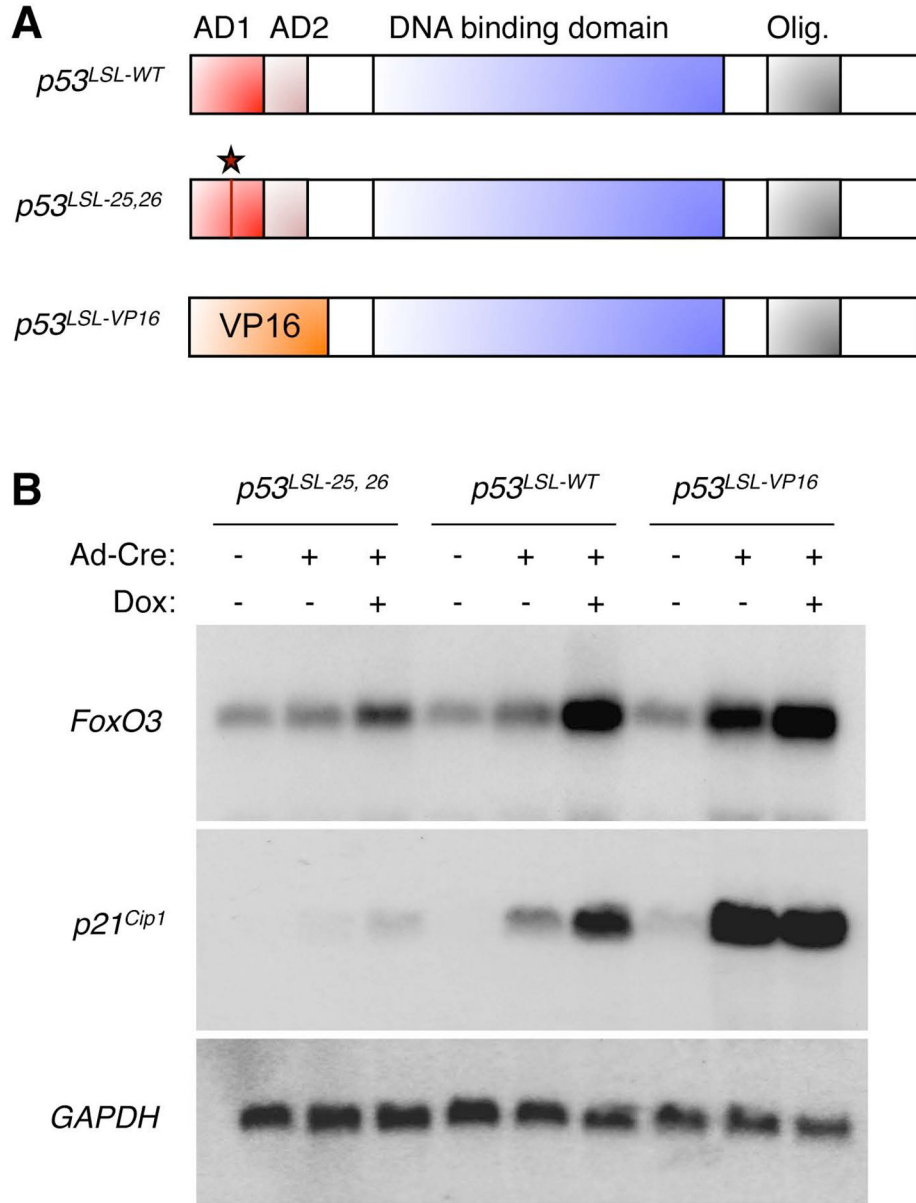 A
AD1 AD2 DNA binding domain Olig.
p53LSL-WT
p53LSL-25,26
p53LSL-VP16 VP16
B
p53LSL-25, 26 p53LSL-WT p53LSL-VP16
Ad-Cre: - + + - + + - + +
Dox: - - + - - + - - +
FoxO3
p21Cip1
GAPDH